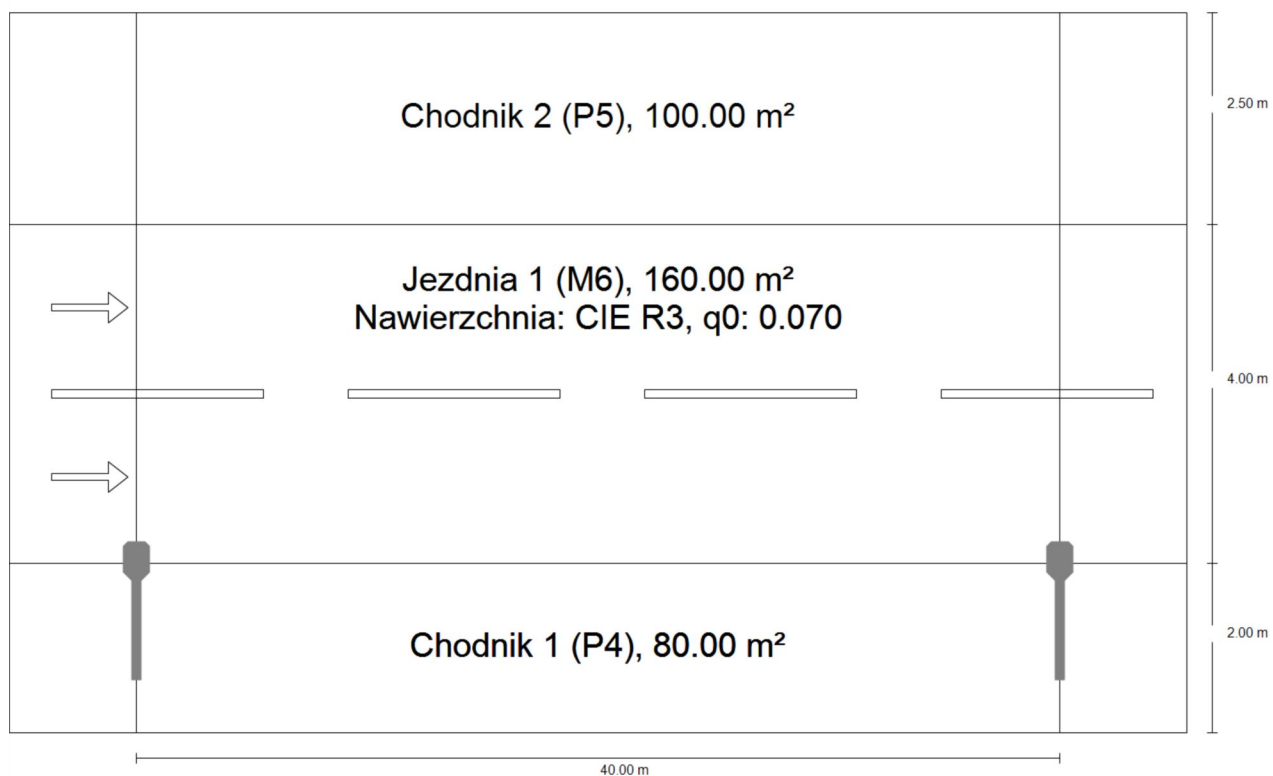 Chodnik 2 (P5), 100.00 m²
2.50 m
Jezdnia 1 (M6), 160.00 m²
Nawierzchnia: CIE R3, q0: 0.070
4.00 m
Chodnik 1 (P4), 80.00 m²
2.00 m
40.00 m